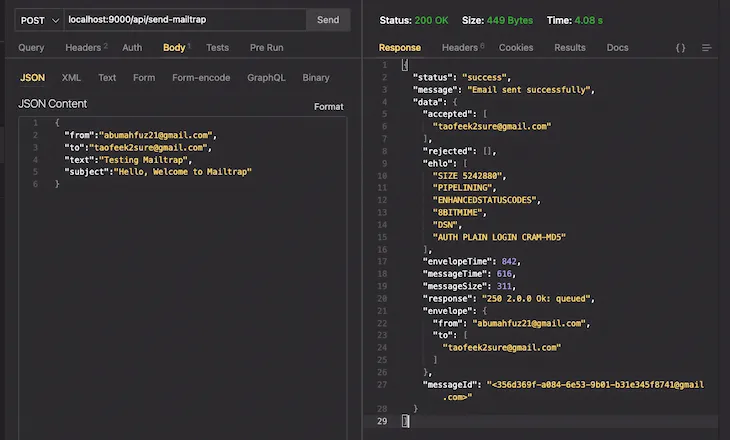 POST localhost:9000/api/send-mailtrap Send
Query Headers 2 Auth Body 1 Tests Pre Run
JSON XML Text Form Form-encode GraphQL Binary
JSON Content Format
1 {
2 "from":"abumahfuz21@gmail.com",
3 "to":"taofeek2sure@gmail.com",
4 "text":"Testing Mailtrap",
5 "subject":"Hello, Welcome to Mailtrap"
6 }
Status: 200 OK Size: 449 Bytes Time: 4.08 s
Response Headers 6 Cookies Results Docs {}
1 {
2 "status": "success",
3 "message": "Email sent successfully",
4 "data": {
5 "accepted": [
6 "taofeek2sure@gmail.com"
7 ],
8 "rejected": [],
9 "ehlo": [
10 "SIZE 5242880",
11 "PIPELINING",
12 "ENHANCEDSTATUSCODES",
13 "8BITMIME",
14 "DSN",
15 "AUTH PLAIN LOGIN CRAM-MD5"
16 ],
17 "envelopeTime": 842,
18 "messageTime": 616,
19 "messageSize": 311,
20 "response": "250 2.0.0 Ok: queued",
21 "envelope": {
22 "from": "abumahfuz21@gmail.com",
23 "to": [
24 "taofeek2sure@gmail.com"
25 ]
26 },
27 "messageId": "<356d369f-a084-6e53-9b01-b31e345f8741@gmail
.com>"
28 }
29 }